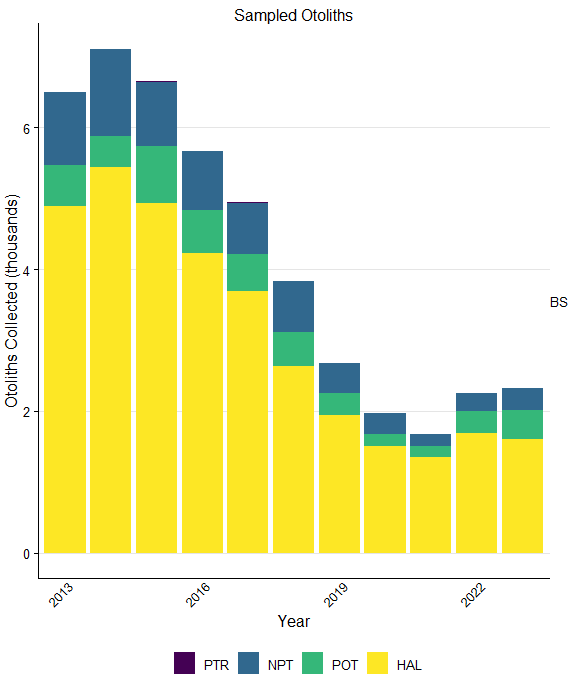 Sampled Otoliths
Otoliths Collected (thousands)
6
4
2
0
BS
2013
2016
2019
2022
Year
PTR
NPT
POT
HAL